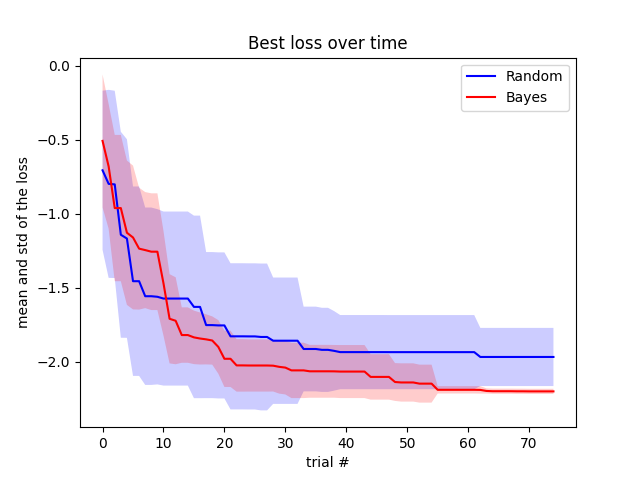 Best loss over time
mean and std of the loss
0.0
−0.5
−1.0
−1.5
−2.0
Random
Bayes
0 10 20 30 40 50 60 70
trial #